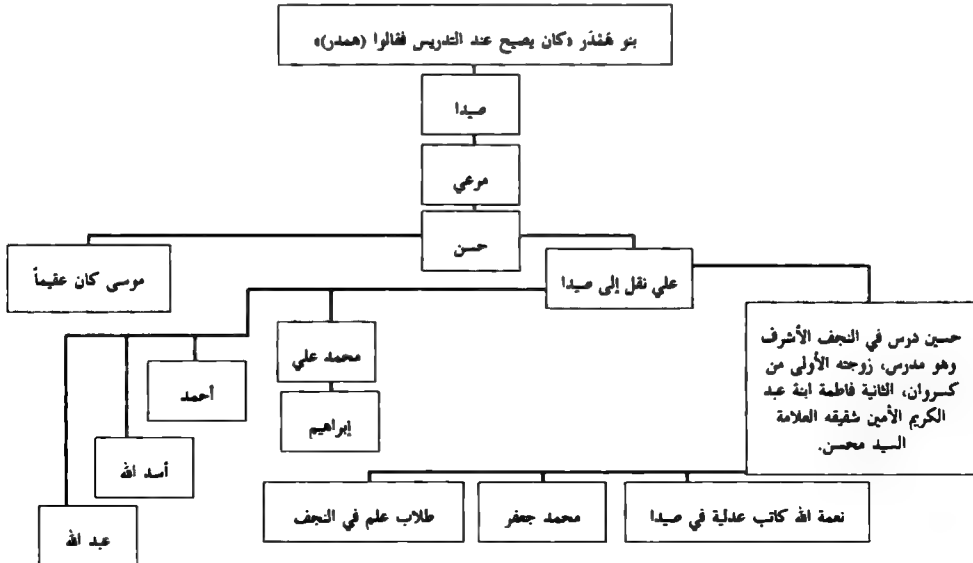 بنو هَمْدَر «كان يصيح عند التدريس فقالوا (همدر)»
صيدا
مرعي
حسن
موسى كان عقيماً
علي نقل إلى صيدا
حسين درس في النجف الأشرف
وهو مدرس، زوجته الأولى من
كسروان، الثانية فاطمة ابنة عبد
الكريم الأمين شقيقه العلامة
السيد محسن.
محمد علي
أحمد
إبراهيم
أسد الله
عبد الله
نعمة الله كاتب عدلية في صيدا
محمد جعفر
طلاب علم في النجف